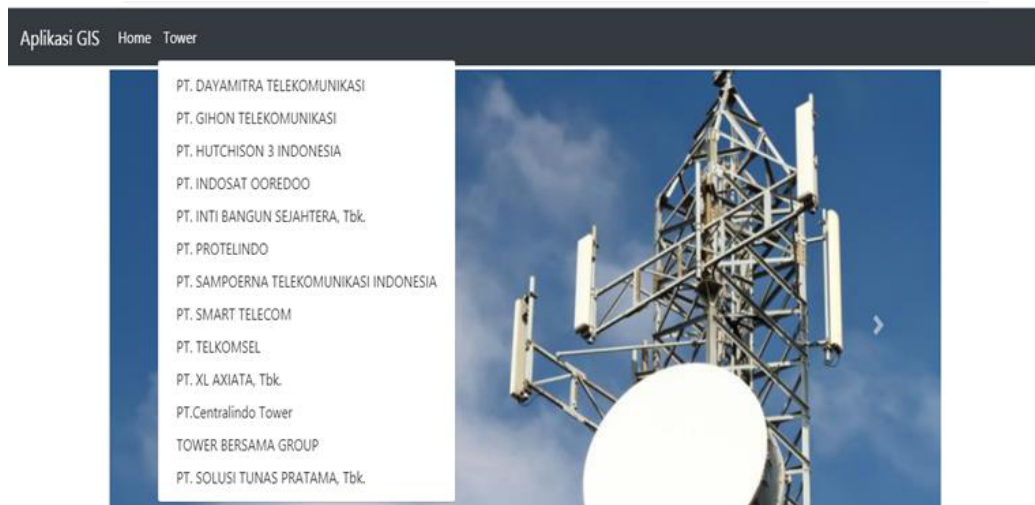 Aplikasi GIS Home Tower
PT. DAYAMITRA TELEKOMUNIKASI
PT. GIHON TELEKOMUNIKASI
PT. HUTCHISON 3 INDONESIA
PT. INDOSAT OOREDOO
PT. INTI BANGUN SEJAHTERA, Tbk.
PT. PROTELINDO
PT. SAMPOERNA TELEKOMUNIKASI INDONESIA
PT. SMART TELECOM
PT. TELKOMSEL
PT. XL AXIATA, Tbk.
PT.Centralindo Tower
TOWER BERSAMA GROUP
PT. SOLUSI TUNAS PRATAMA, Tbk.